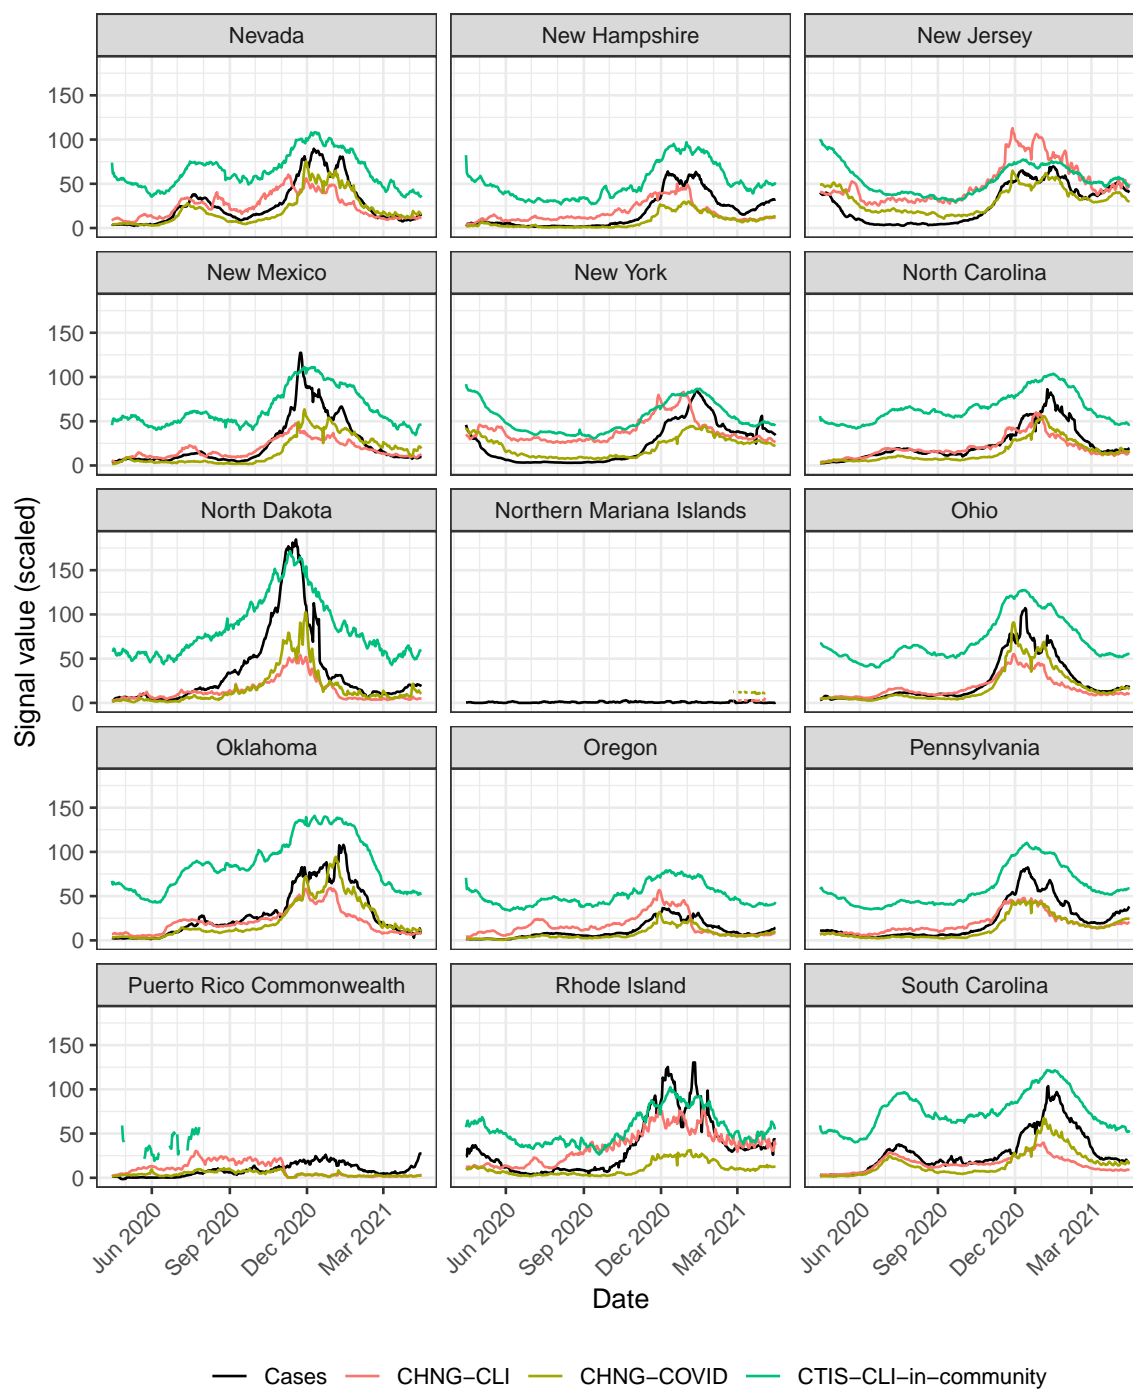 Nevada
New Hampshire
New Jersey
150
100
50
0
New Mexico
New York
North Carolina
150
100
50
0
North Dakota
Northern Mariana Islands
Ohio
150
100
50
0
Oklahoma
Oregon
Pennsylvania
150
100
50
0
Puerto Rico Commonwealth
Rhode Island
South Carolina
150
100
50
0
Signal value (scaled)
Jun 2020
Sep 2020
Dec 2020
Mar 2021
Jun 2020
Sep 2020
Dec 2020
Mar 2021
Jun 2020
Sep 2020
Dec 2020
Mar 2021
Date
Cases CHNG−CLI CHNG−COVID CTIS−CLI−in−community